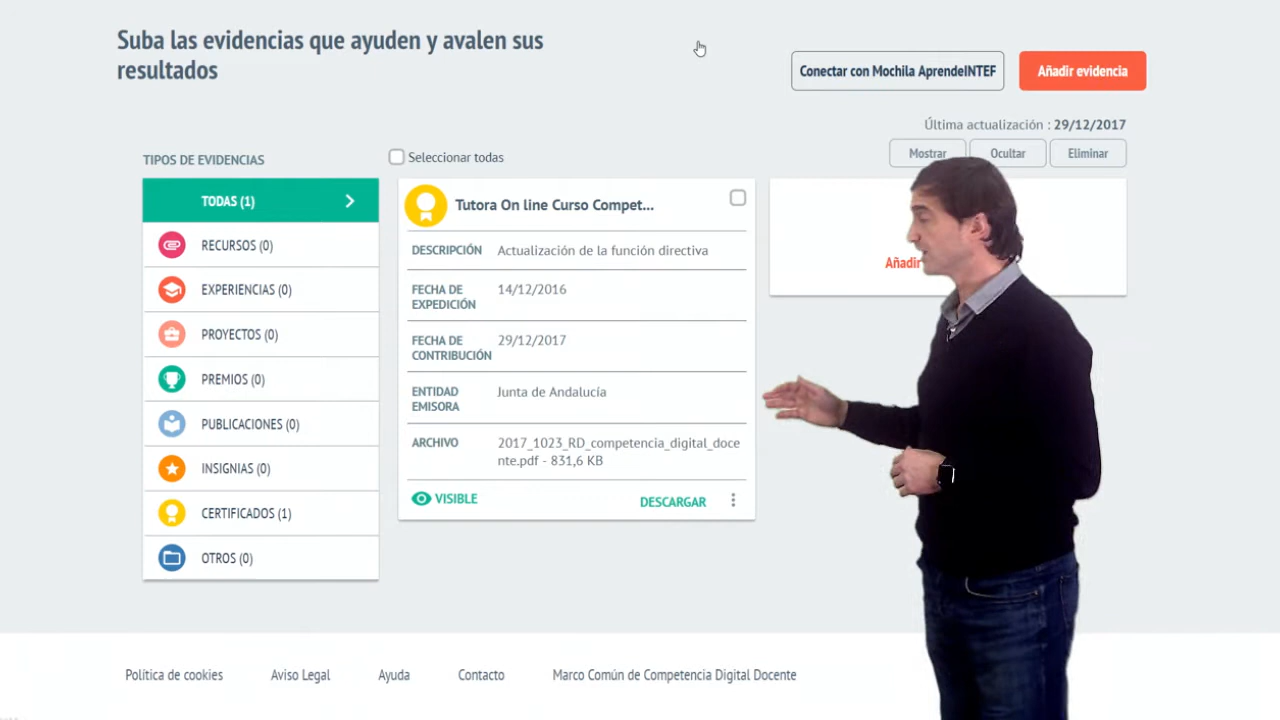 Suba las evidencias que ayuden y avalen sus
resultados
Conectar con Mochila AprendeINTEF
Añadir evidencia
Última actualización : 29/12/2017
TIPOS DE EVIDENCIAS
Seleccionar todas
Mostrar
Ocultar
Eliminar
TODAS (1)
RECURSOS (0)
EXPERIENCIAS (0)
PROYECTOS (0)
PREMIOS (0)
PUBLICACIONES (0)
INSIGNIAS (0)
CERTIFICADOS (1)
OTROS (0)
Tutora On line Curso Compet...
DESCRIPCIÓN Actualización de la función directiva
FECHA DE
EXPEDICIÓN
14/12/2016
FECHA DE
CONTRIBUCIÓN
29/12/2017
ENTIDAD
EMISORA
Junta de Andalucía
ARCHIVO
2017_1023_RD_competencia_digital_doce
nte.pdf - 831,6 KB
VISIBLE
DESCARGAR
Añadir
Política de cookies
Aviso Legal
Ayuda
Contacto
Marco Común de Competencia Digital Docente